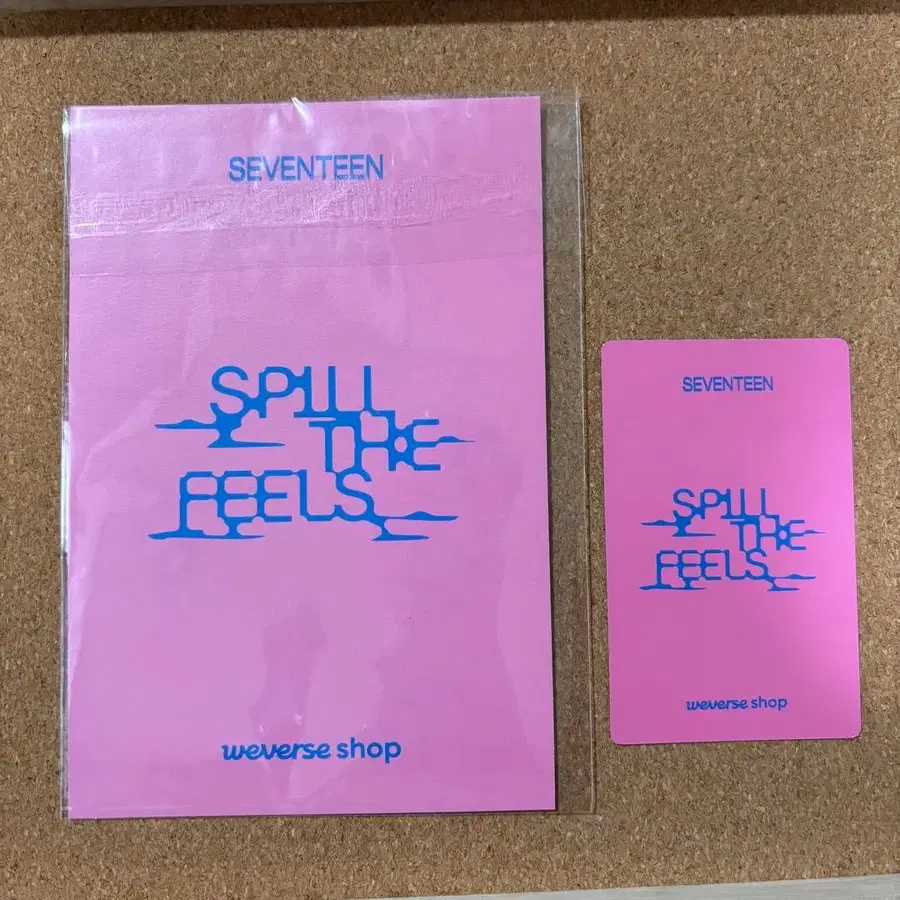 SEVENTEEN
SPILL
THE
FEELS
weverse shop
SEVENTEEN
SPILL
THE
FEELS
weverse shop